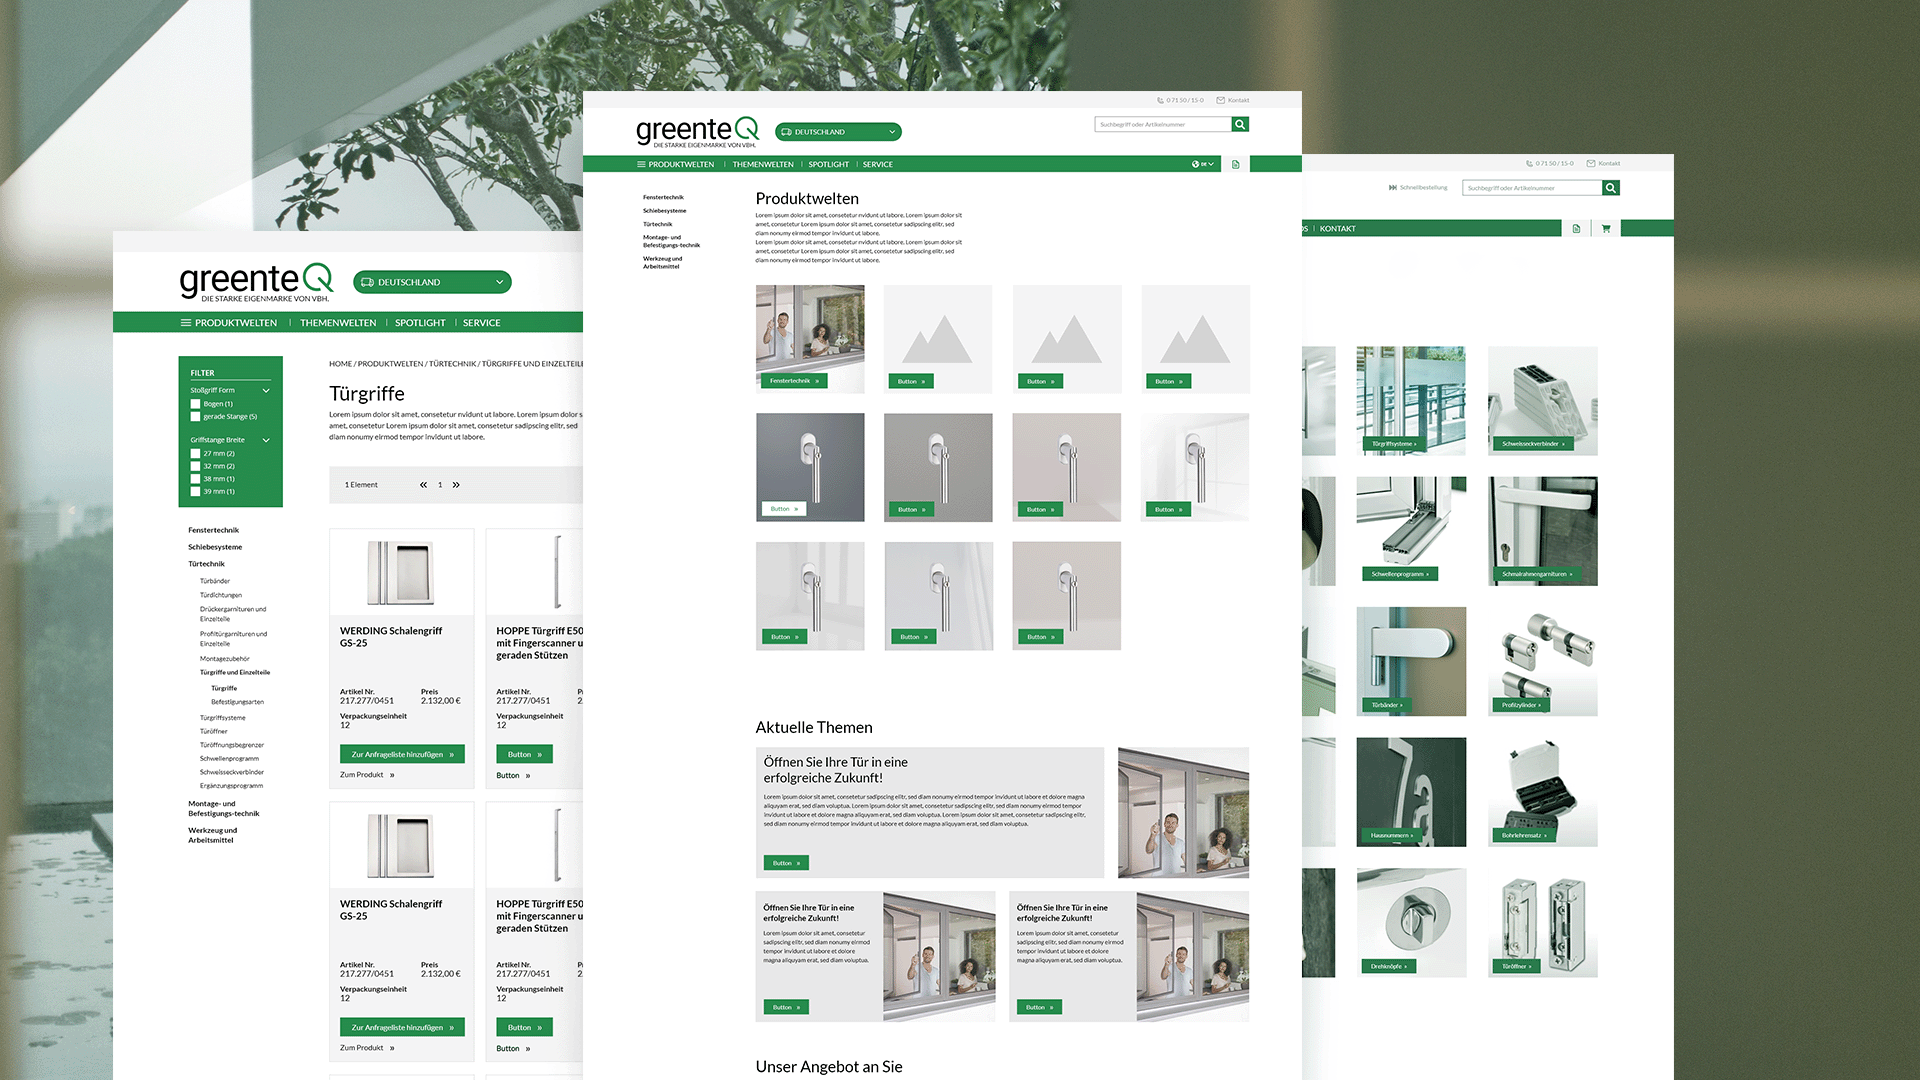 0 71 50 / 15-0
Kontakt
greenteQ
DIE STARKE EIGENMARKE VON VBH.
DEUTSCHLAND
Suchbegriff oder Artikelnummer
PRODUKTWELTEN
THEMENWELTEN
SPOTLIGHT
SERVICE
DE
Fenstertechnik
Schiebesysteme
Türtechnik
Montage- und
Befestigungs-technik
Werkzeug und
Arbeitsmittel
Produktwelten
Lorem ipsum dolor sit amet, consetetur nvidunt ut labore. Lorem ipsum dolor sit
amet, consetetur Lorem ipsum dolor sit amet, consetetur sadipscing elitr, sed
diam nonumy eirmod tempor invidunt ut labore.
Lorem ipsum dolor sit amet, consetetur nvidunt ut labore. Lorem ipsum dolor sit
amet, consetetur Lorem ipsum dolor sit amet, consetetur sadipscing elitr, sed
diam nonumy eirmod tempor invidunt ut labore.
Fenstertechnik »
Button »
Button »
Button »
Button »
Button »
Button »
Button »
Button »
Button »
Button »
Aktuelle Themen
Öffnen Sie Ihre Tür in eine
erfolgreiche Zukunft!
Lorem ipsum dolor sit amet, consetetur sadipscing elitr, sed diam nonumy eirmod tempor invidunt ut labore et dolore magna
aliquyam erat, sed diam voluptua. Lorem ipsum dolor sit amet, consetetur sadipscing elitr, sed diam nonumy eirmod tempor
invidunt ut labore et dolore magna aliquyam erat, sed diam voluptua. Lorem ipsum dolor sit amet, consetetur sadipscing elitr,
sed diam nonumy eirmod tempor invidunt ut labore et dolore magna aliquyam erat, sed diam voluptua.
Button »
Öffnen Sie Ihre Tür in eine
erfolgreiche Zukunft!
Lorem ipsum dolor sit amet, consetetur
sadipscing elitr, sed diam nonumy eirmod
tempor invidunt ut labore et dolore
magna aliquyam erat, sed diam voluptua.
Button »
Öffnen Sie Ihre Tür in eine
erfolgreiche Zukunft!
Lorem ipsum dolor sit amet, consetetur
sadipscing elitr, sed diam nonumy eirmod
tempor invidunt ut labore et dolore
magna aliquyam erat, sed diam voluptua.
Button »
Unser Angebot an Sie
greenteQ
DIE STARKE EIGENMARKE VON VBH.
DEUTSCHLAND
PRODUKTWELTEN
THEMENWELTEN
SPOTLIGHT
SERVICE
FILTER
Stoßgriff Form
Bogen (1)
gerade Stange (5)
Griffstange Breite
27 mm (2)
32 mm (2)
38 mm (1)
39 mm (1)
Fenstertechnik
Schiebesysteme
Türtechnik
Türbänder
Türdichtungen
Drückergarnituren und
Einzelteile
Profiltürgarnituren und
Einzelteile
Montagezubehör
Türgriffe und Einzelteile
Türgriffe
Befestigungsarten
Türgriffsysteme
Türöffner
Türöffnungsbegrenzer
Schwellenprogramm
Schweisseckverbinder
Ergänzungsprogramm
Montage- und
Befestigungs-technik
Werkzeug und
Arbeitsmittel
HOME / PRODUKTWELTEN / TÜRTECHNIK / TÜRGRIFFE UND EINZELTEILE
Türgriffe
Lorem ipsum dolor sit amet, consetetur nvidunt ut labore. Lorem ipsum dolor s
amet, consetetur Lorem ipsum dolor sit amet, consetetur sadipscing elitr, sed
diam nonumy eirmod tempor invidunt ut labore.
1 Element
« 1 »
WERDING Schalengriff
GS-25
Artikel Nr.
217.277/0451
Preis
2.132,00 €
Verpackungseinheit
12
Zur Anfrageliste hinzufügen »
Zum Produkt »
HOPPE Türgriff E50
mit Fingerscanner u
geraden Stützen
Artikel Nr.
217.277/0451
P
2.
Verpackungseinheit
12
Button »
Button »
WERDING Schalengriff
GS-25
Artikel Nr.
217.277/0451
Preis
2.132,00 €
Verpackungseinheit
12
Zur Anfrageliste hinzufügen »
Zum Produkt »
HOPPE Türgriff E50
mit Fingerscanner u
geraden Stützen
Artikel Nr.
217.277/0451
P
2.
Verpackungseinheit
12
Button »
Button »
0 71 50 / 15-0
Kontakt
Schnellbestellung
Suchbegriff oder Artikelnummer
OS
KONTAKT
Türgriffsysteme »
Schweisseckverbinder »
Schwellenprogramm »
Schmalrahmengarnituren »
Türbänder »
Profilzylinder »
7a
Hausnummern »
Bohrlehrensatz »
Drehknöpfe »
Türöffner »